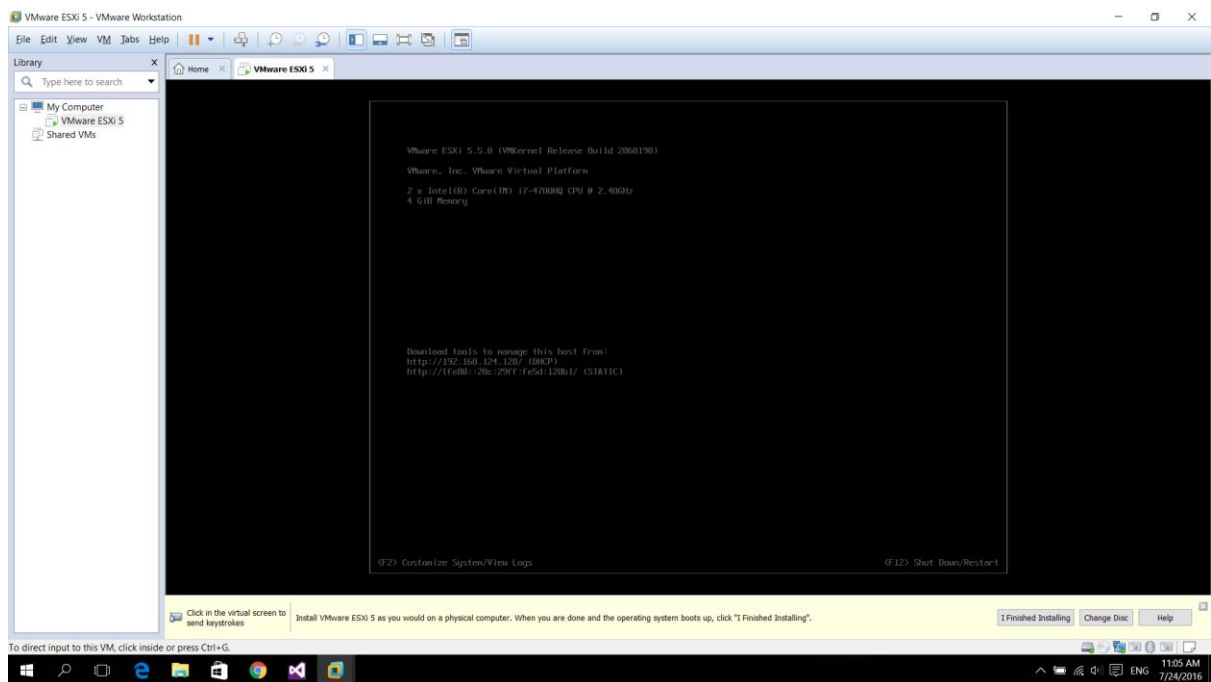 VMware ESXi 5 - VMware Workstation
File Edit View VM Tabs Help
Library X
Home × VMware ESXi 5 ×
Type here to search
My Computer
VMware ESXi 5
Shared VMs
VMware ESXi 5.5.0 (VMKernel Release Build 2068190)
VMware, Inc. VMware Virtual Platform
2 x Intel(R) Core(TM) i7-4700HQ CPU @ 2.40GHz
4 GiB Memory
Download tools to manage this host from:
http://192.168.124.128/ (DHCP)
http://[fe80::20c:29ff:fe5d:128b]/ (STATIC)
<F2> Customize System/View Logs <F12> Shut Down/Restart
Click in the virtual screen to
send keystrokes
Install VMware ESXi 5 as you would on a physical computer. When you are done and the operating system boots up, click "I Finished Installing".
I Finished Installing Change Disc Help
To direct input to this VM, click inside or press Ctrl+G.
ENG
11:05 AM
7/24/2016